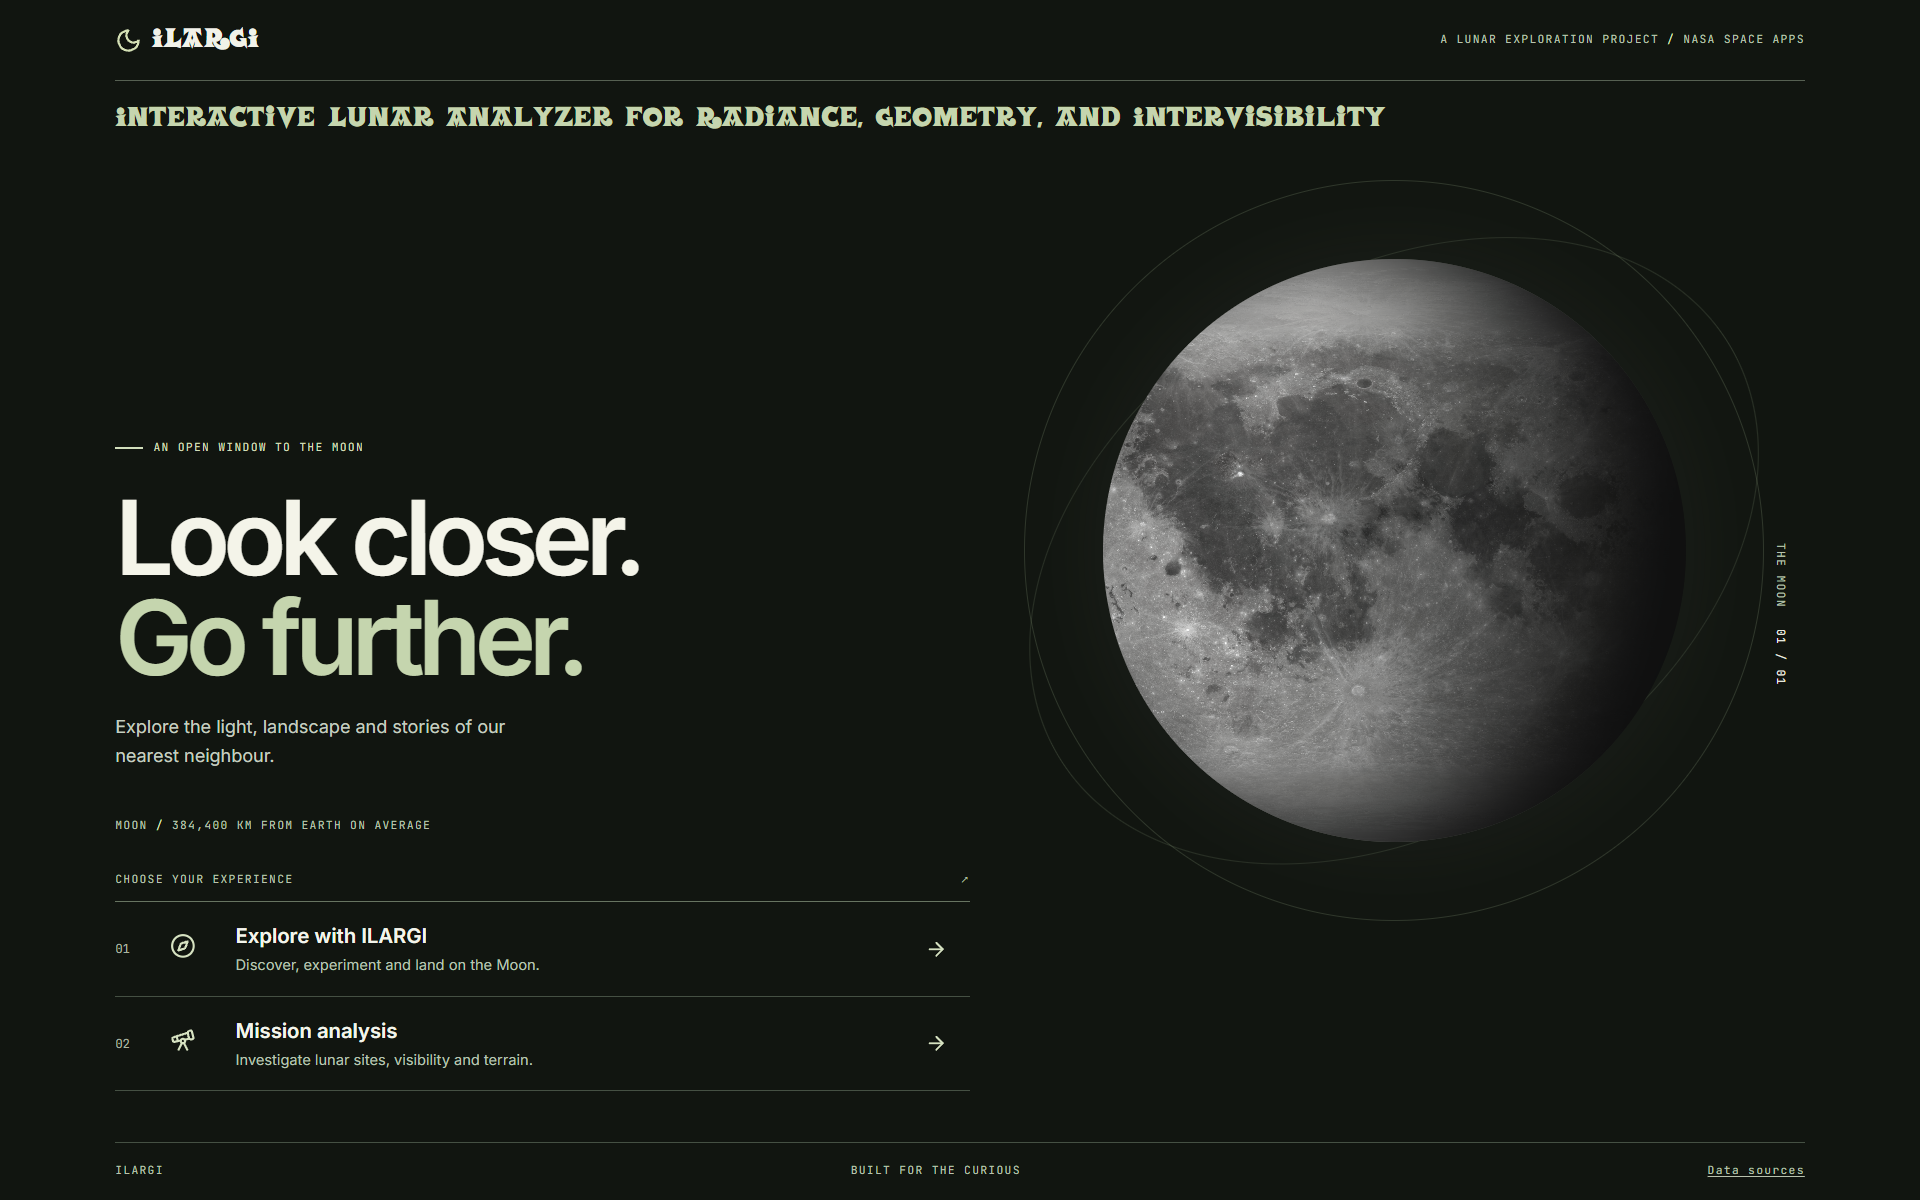 iLARGi
A LUNAR EXPLORATION PROJECT / NASA SPACE APPS
iNTERACTiVE LUNAR ANALYZER FOR RADiANCE, GEOMETRY, AND iNTERViSiBiLiTY
AN OPEN WINDOW TO THE MOON
Look closer.
Go further.
Explore the light, landscape and stories of our
nearest neighbour.
THE MOON 01 / 01
MOON / 384,400 KM FROM EARTH ON AVERAGE
CHOOSE YOUR EXPERIENCE ↗
01 Explore with ILARGI →
Discover, experiment and land on the Moon.
02 Mission analysis →
Investigate lunar sites, visibility and terrain.
ILARGI
BUILT FOR THE CURIOUS
Data sources